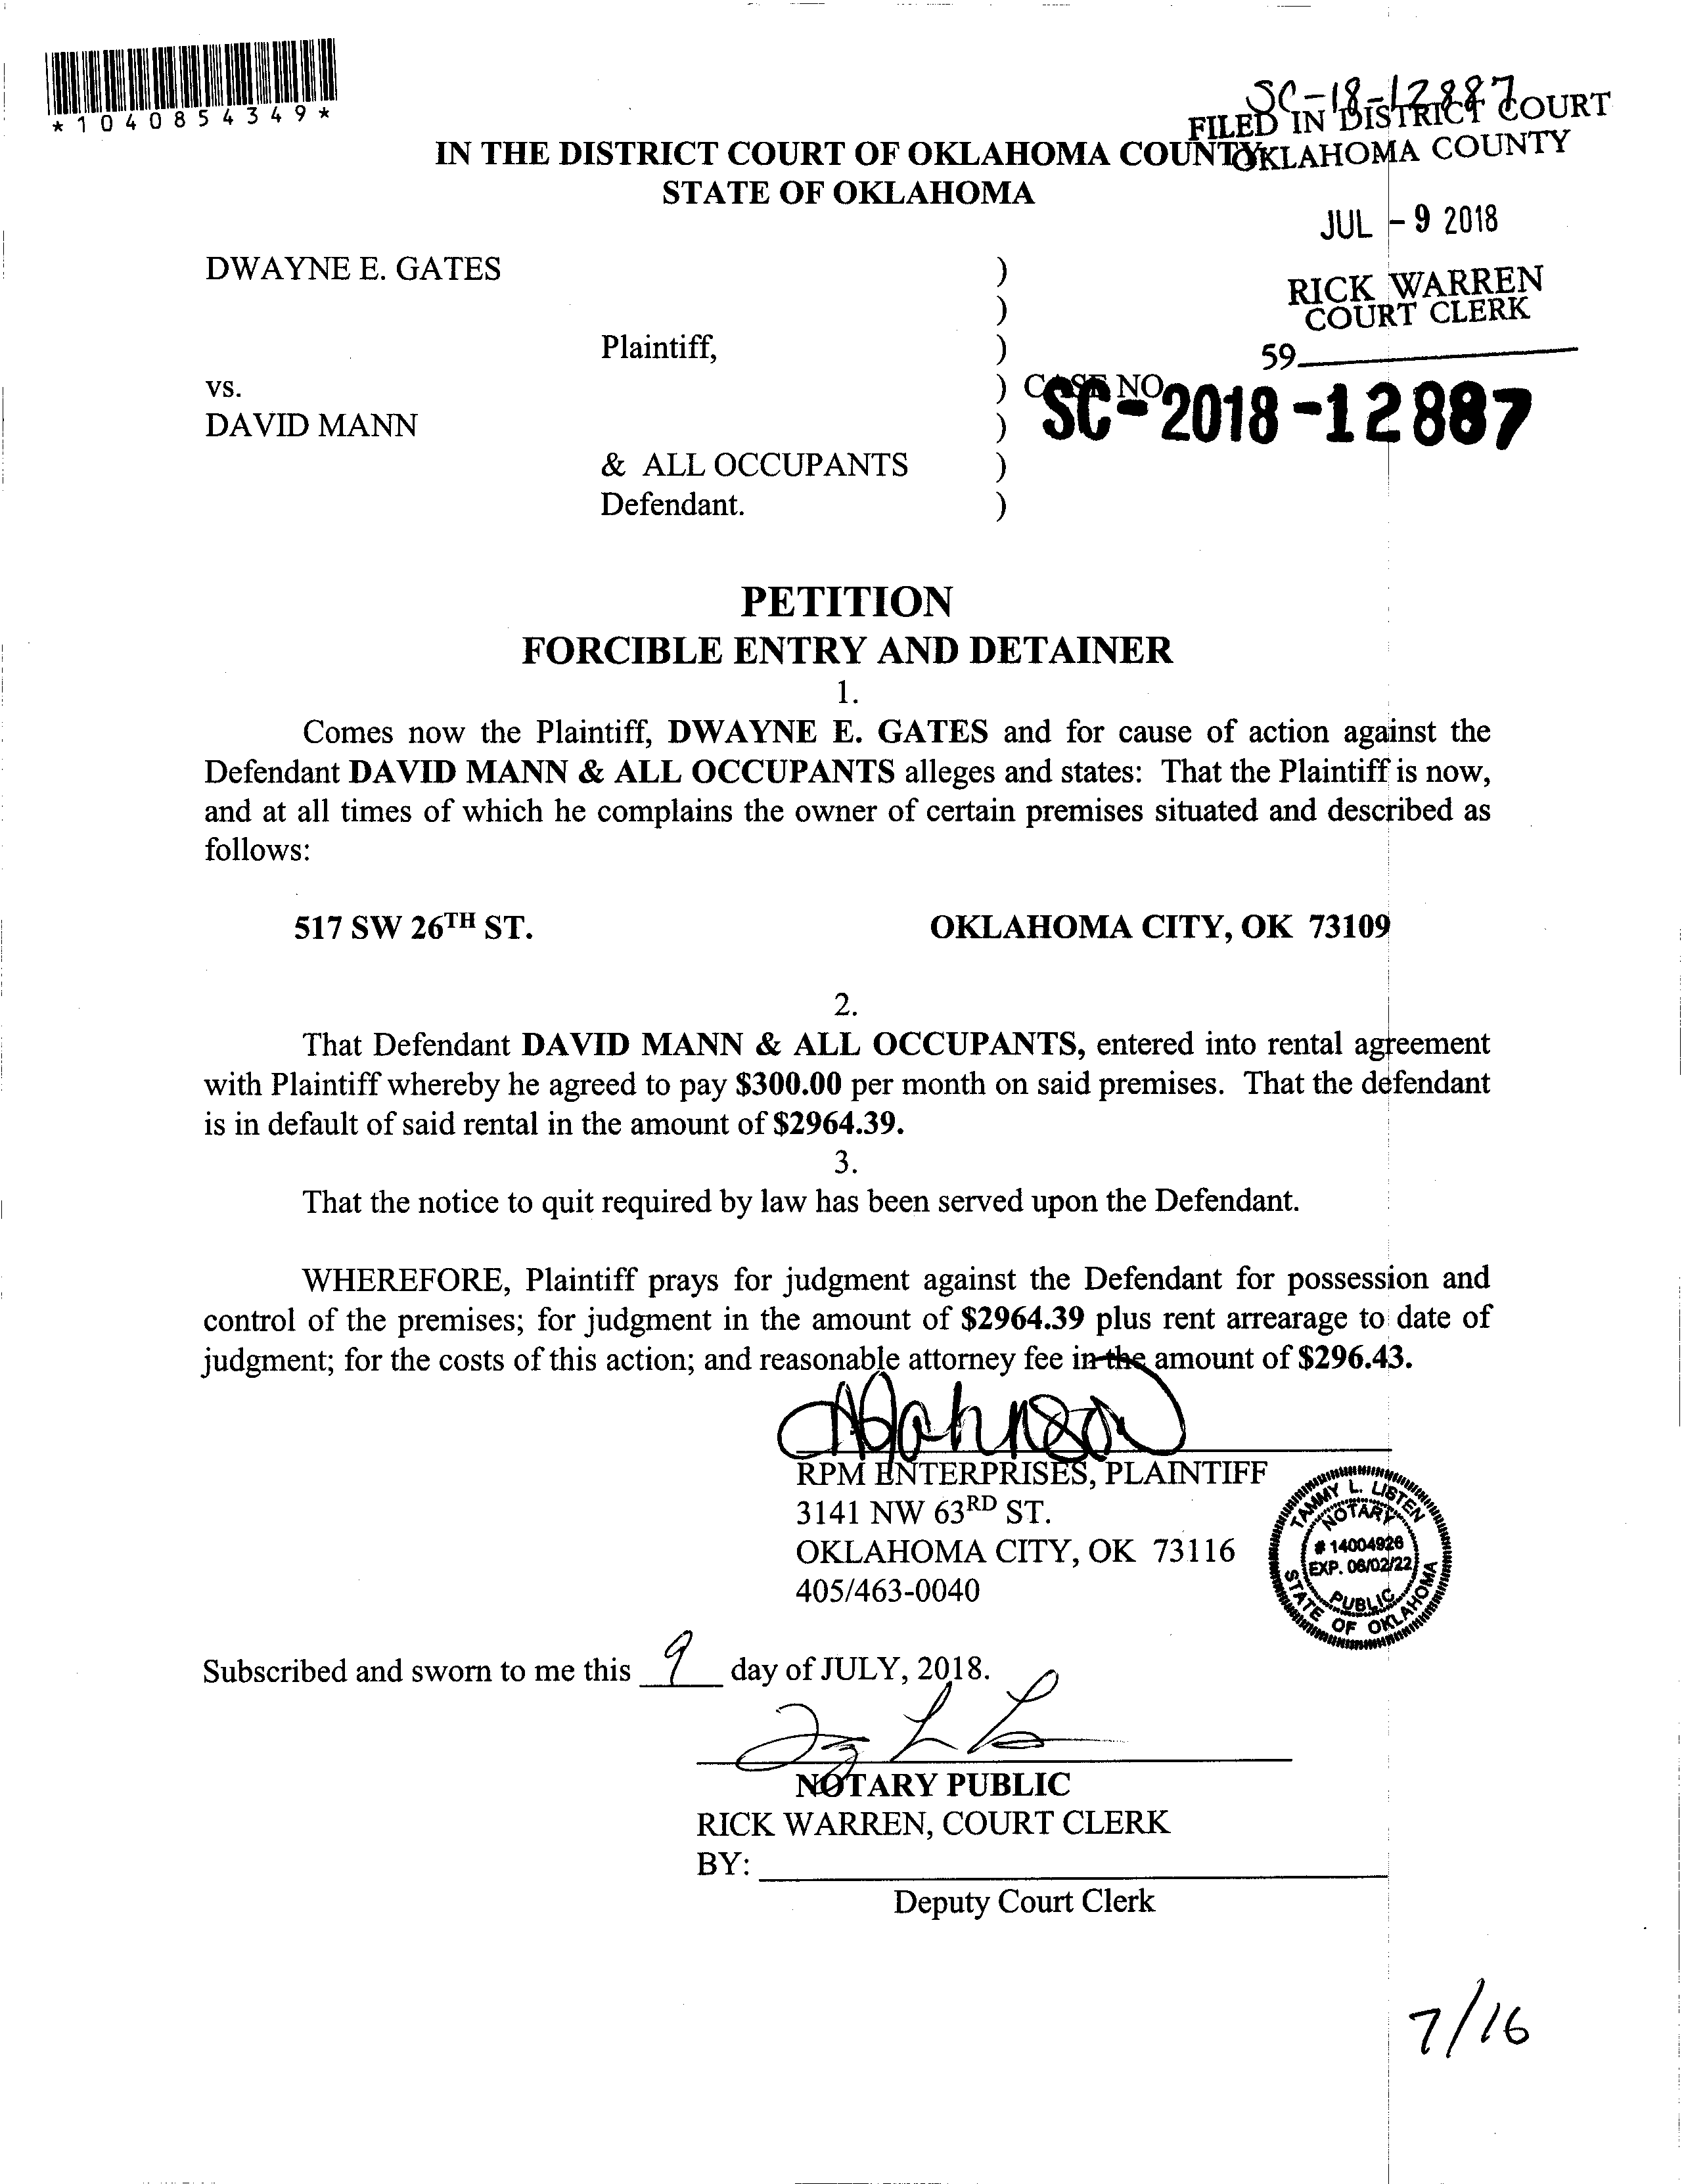 *1040854349*
SC-18-12887
FILED IN DISTRICT COURT
OKLAHOMA COUNTY
IN THE DISTRICT COURT OF OKLAHOMA COUNTY
STATE OF OKLAHOMA
JUL - 9 2018
DWAYNE E. GATES )
)
RICK WARREN
COURT CLERK
Plaintiff, )
59
vs. ) CASE NO.
SC-2018-12887
DAVID MANN )
& ALL OCCUPANTS )
Defendant. )
PETITION
FORCIBLE ENTRY AND DETAINER
1.
Comes now the Plaintiff, DWAYNE E. GATES and for cause of action against the
Defendant DAVID MANN & ALL OCCUPANTS alleges and states: That the Plaintiff is now,
and at all times of which he complains the owner of certain premises situated and described as
follows:
517 SW 26TH ST. OKLAHOMA CITY, OK 73109
2.
That Defendant DAVID MANN & ALL OCCUPANTS, entered into rental agreement
with Plaintiff whereby he agreed to pay $300.00 per month on said premises. That the defendant
is in default of said rental in the amount of $2964.39.
3.
That the notice to quit required by law has been served upon the Defendant.
WHEREFORE, Plaintiff prays for judgment against the Defendant for possession and
control of the premises; for judgment in the amount of $2964.39 plus rent arrearage to date of
judgment; for the costs of this action; and reasonable attorney fee in the amount of $296.43.
RPM ENTERPRISES, PLAINTIFF
3141 NW 63RD ST.
OKLAHOMA CITY, OK 73116
405/463-0040
TAMMY L. LISTEN
NOTARY
# 14004926
EXP. 06/02/22
PUBLIC
STATE OF OKLAHOMA
Subscribed and sworn to me this 9 day of JULY, 2018.
NOTARY PUBLIC
RICK WARREN, COURT CLERK
BY:
Deputy Court Clerk
7/16